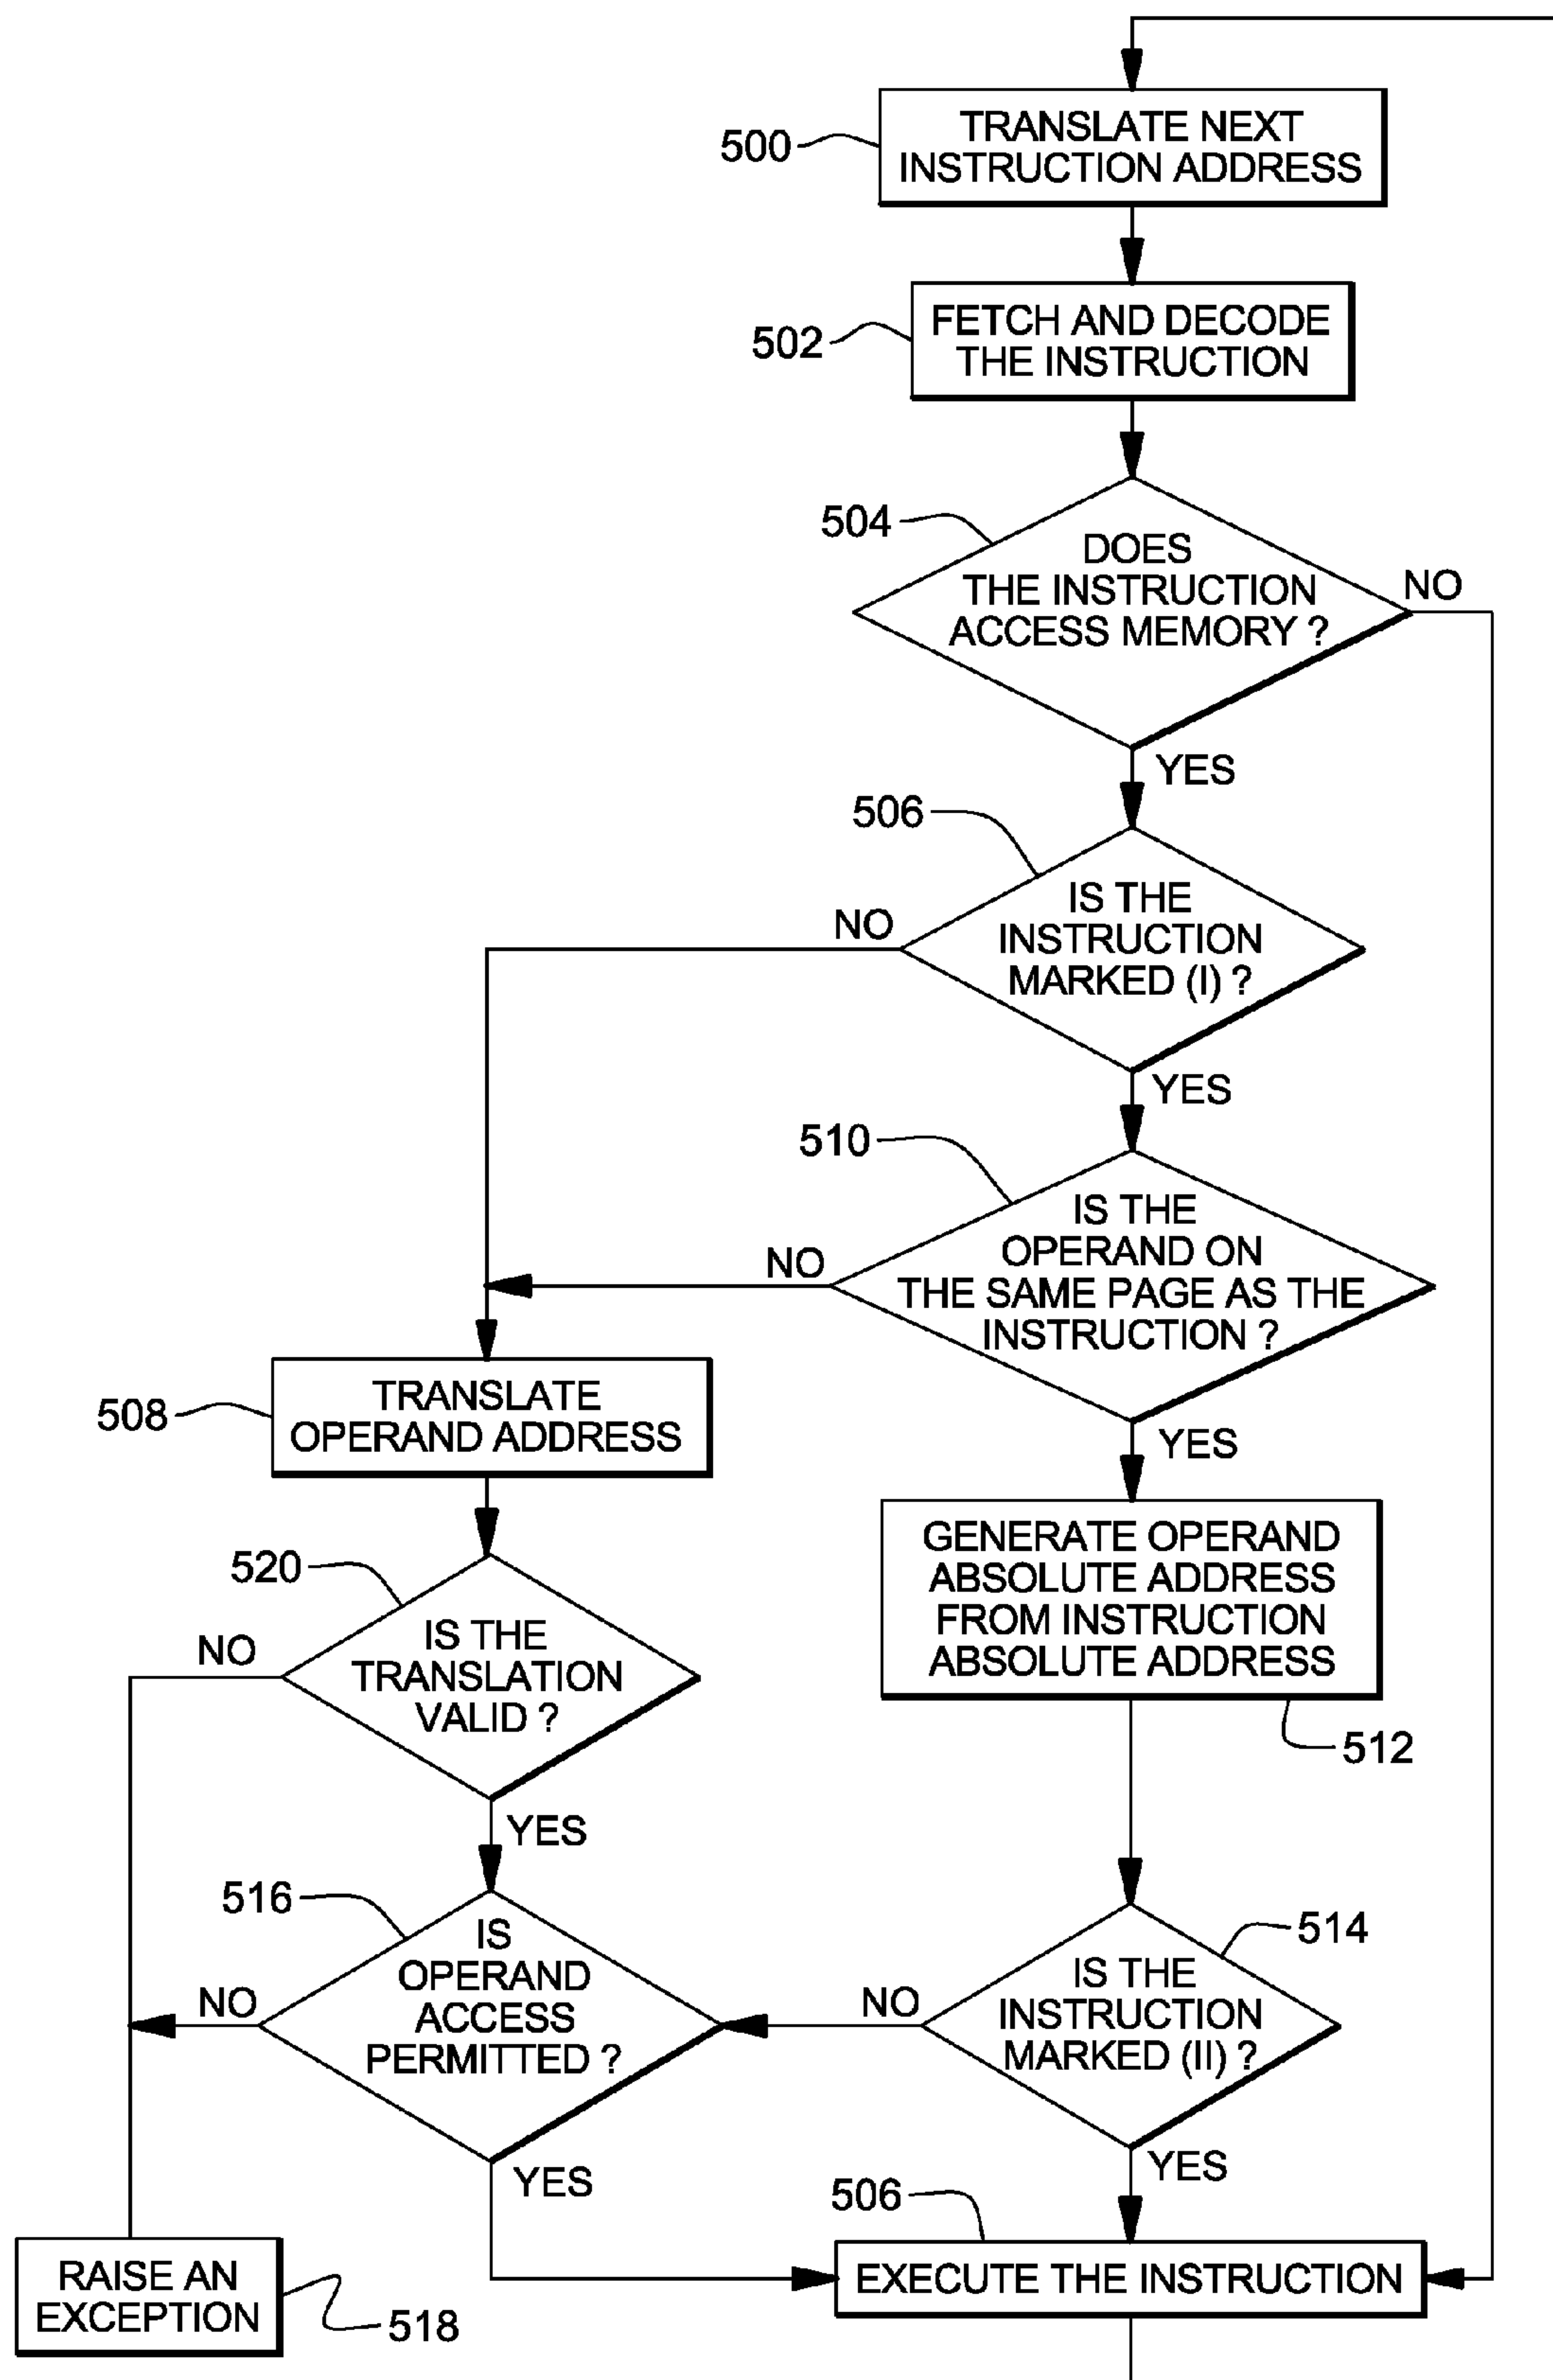 500
TRANSLATE NEXT
INSTRUCTION ADDRESS
502
FETCH AND DECODE
THE INSTRUCTION
504
DOES
THE INSTRUCTION
ACCESS MEMORY ?
NO
YES
506
IS THE
INSTRUCTION
MARKED (I) ?
NO
YES
510
IS THE
OPERAND ON
THE SAME PAGE AS THE
INSTRUCTION ?
NO
YES
508
TRANSLATE
OPERAND ADDRESS
GENERATE OPERAND
ABSOLUTE ADDRESS
FROM INSTRUCTION
ABSOLUTE ADDRESS
512
520
IS THE
TRANSLATION
VALID ?
NO
YES
516
IS
OPERAND
ACCESS
PERMITTED ?
NO
YES
514
IS THE
INSTRUCTION
MARKED (II) ?
NO
YES
506
EXECUTE THE INSTRUCTION
RAISE AN
EXCEPTION
518